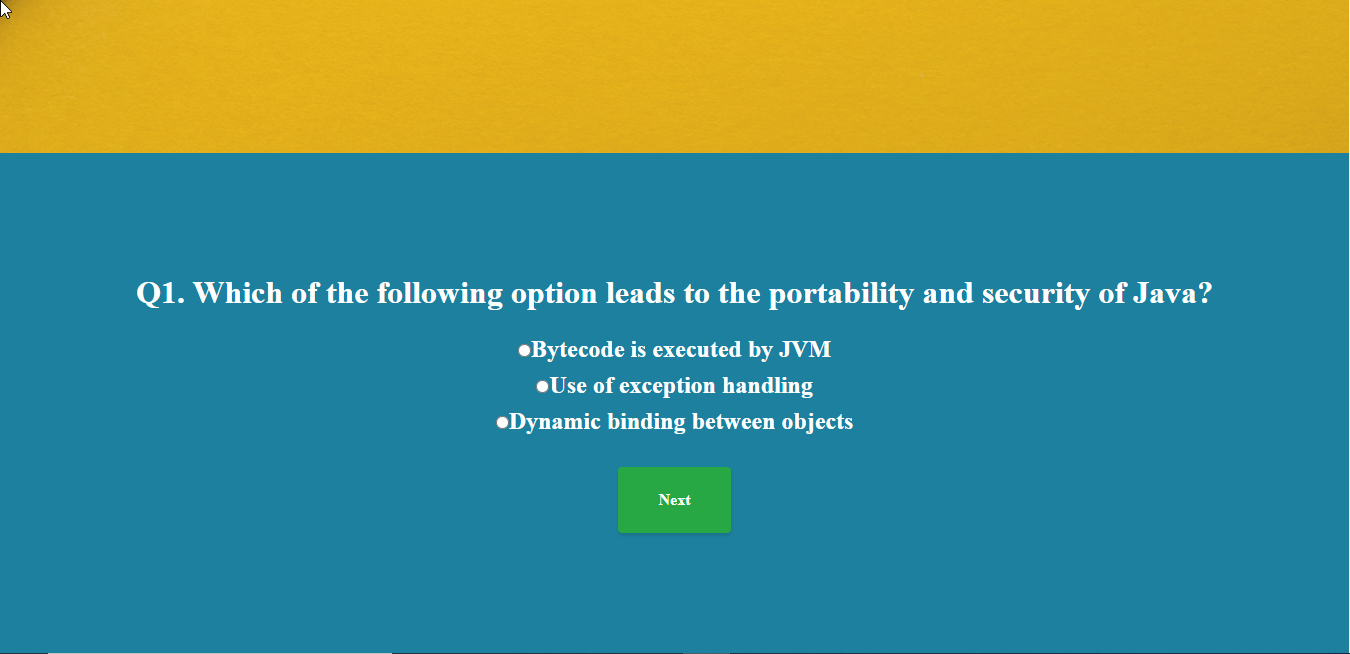 Q1. Which of the following option leads to the portability and security of Java?
Bytecode is executed by JVM
Use of exception handling
Dynamic binding between objects
Next